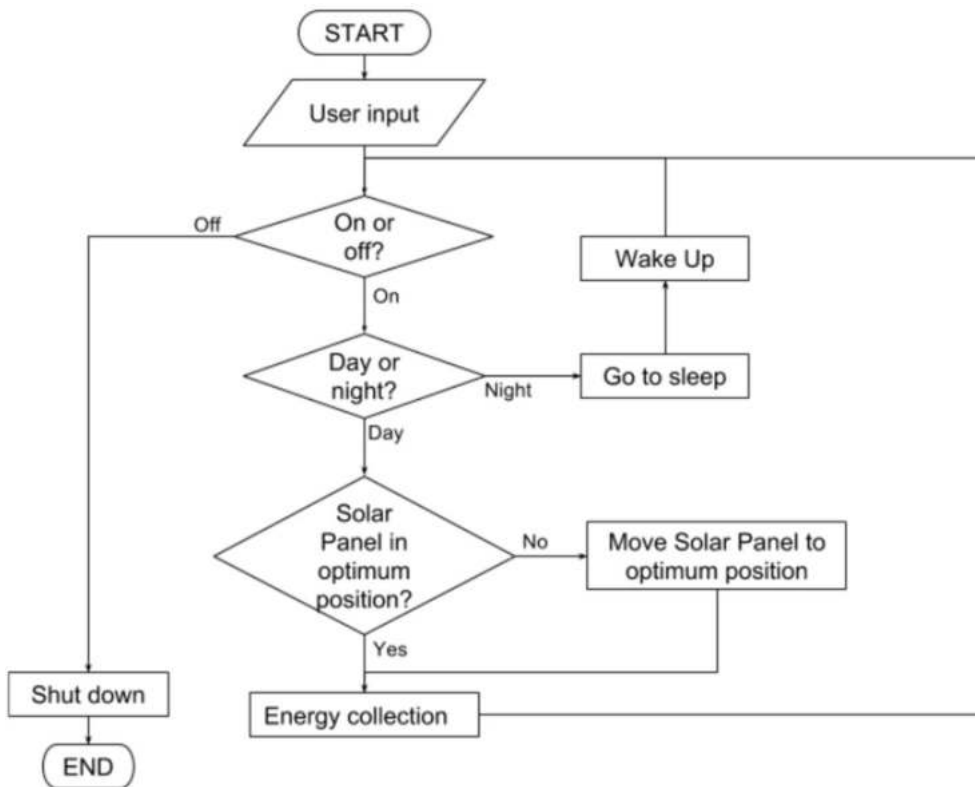 START
User input
Off
On or
off?
Wake Up
On
Day or
night?
Night
Go to sleep
Day
Solar
Panel in
optimum
position?
No
Move Solar Panel to
optimum position
Yes
Shut down
Energy collection
END